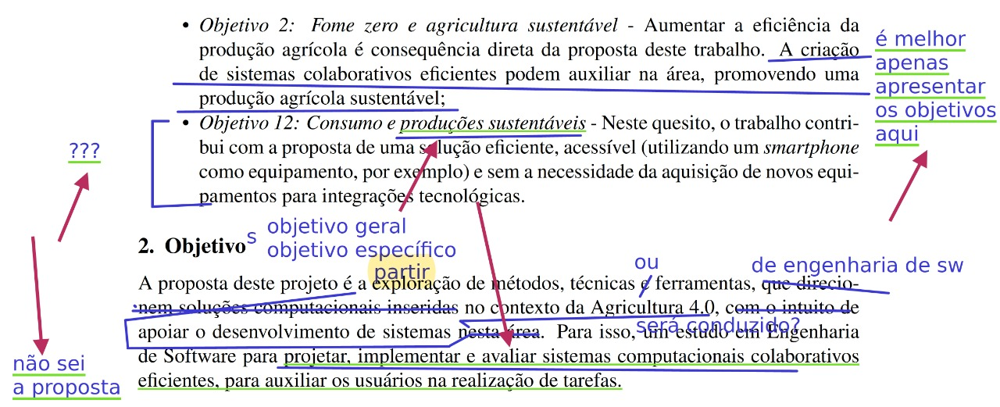 • Objetivo 2: Fome zero e agricultura sustentável - Aumentar a eficiência da
produção agrícola é consequência direta da proposta deste trabalho. A criação
de sistemas colaborativos eficientes podem auxiliar na área, promovendo uma
produção agrícola sustentável;
é melhor
apenas
apresentar
os objetivos
aqui
• Objetivo 12: Consumo e produções sustentáveis - Neste quesito, o trabalho contri-
bui com a proposta de uma solução eficiente, acessível (utilizando um smartphone
como equipamento, por exemplo) e sem a necessidade da aquisição de novos equi-
pamentos para integrações tecnológicas.
???
2. Objetivo
s
objetivo geral
objetivo específico
partir
ou
de engenharia de sw
A proposta deste projeto é a exploração de métodos, técnicas e ferramentas, que direcio-
nem soluções computacionais inseridas no contexto da Agricultura 4.0, com o intuito de
será conduzido?
apoiar o desenvolvimento de sistemas nesta área. Para isso, um estudo em Engenharia
de Software para projetar, implementar e avaliar sistemas computacionais colaborativos
eficientes, para auxiliar os usuários na realização de tarefas.
não sei
a proposta